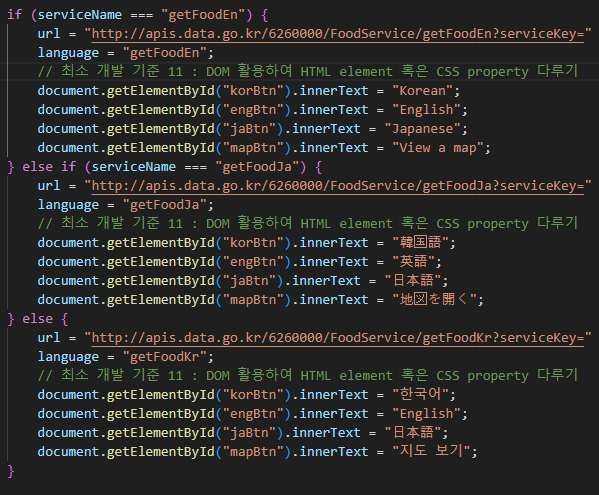 if (serviceName === "getFoodEn") {
url = "http://apis.data.go.kr/6260000/FoodService/getFoodEn?serviceKey="
language = "getFoodEn";
// 최소 개발 기준 11 : DOM 활용하여 HTML element 혹은 CSS property 다루기
document.getElementById("korBtn").innerText = "Korean";
document.getElementById("engBtn").innerText = "English";
document.getElementById("jaBtn").innerText = "Japanese";
document.getElementById("mapBtn").innerText = "View a map";
} else if (serviceName === "getFoodJa") {
url = "http://apis.data.go.kr/6260000/FoodService/getFoodJa?serviceKey="
language = "getFoodJa";
// 최소 개발 기준 11 : DOM 활용하여 HTML element 혹은 CSS property 다루기
document.getElementById("korBtn").innerText = "韓国語";
document.getElementById("engBtn").innerText = "英語";
document.getElementById("jaBtn").innerText = "日本語";
document.getElementById("mapBtn").innerText = "地図を開く";
} else {
url = "http://apis.data.go.kr/6260000/FoodService/getFoodKr?serviceKey="
language = "getFoodKr";
// 최소 개발 기준 11 : DOM 활용하여 HTML element 혹은 CSS property 다루기
document.getElementById("korBtn").innerText = "한국어";
document.getElementById("engBtn").innerText = "English";
document.getElementById("jaBtn").innerText = "日本語";
document.getElementById("mapBtn").innerText = "지도 보기";
}